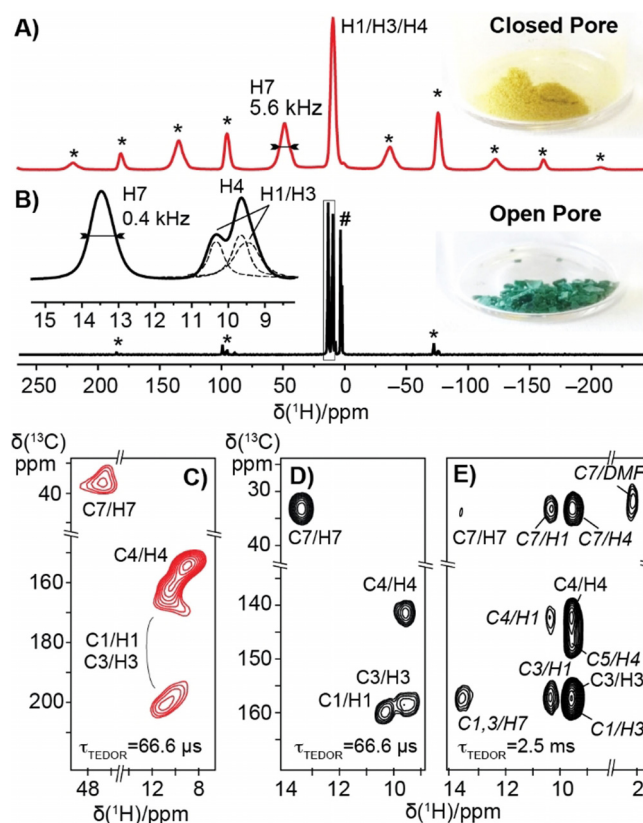 A)
H1/H3/H4
Closed Pore
H7
5.6 kHz
* * * * * * * * *
B)
H7
0.4 kHz
H4
H1/H3
#
Open Pore
15 14 13 12 11 10 9
* * *
250 200 150 100 50 0 −50 −100 −150 −200
δ(¹H)/ppm
δ(¹³C)
ppm
C)
40
C7/H7
C4/H4
160
C1/H1
C3/H3
180
200
τTEDOR=66.6 μs
48 12 8
δ(¹H)/ppm
D)
30
40
C7/H7
C4/H4
140
150
C3/H3
C1/H1
160
τTEDOR=66.6 μs
14 12 10
δ(¹H)/ppm
E)
C7/DMF
C7/H7
C7/H1
C7/H4
C4/H4
C4/H1
C5/H4
C3/H1
C3/H3
C1,3/H7
C1/H3
τTEDOR=2.5 ms
14 12 10 2
δ(¹H)/ppm